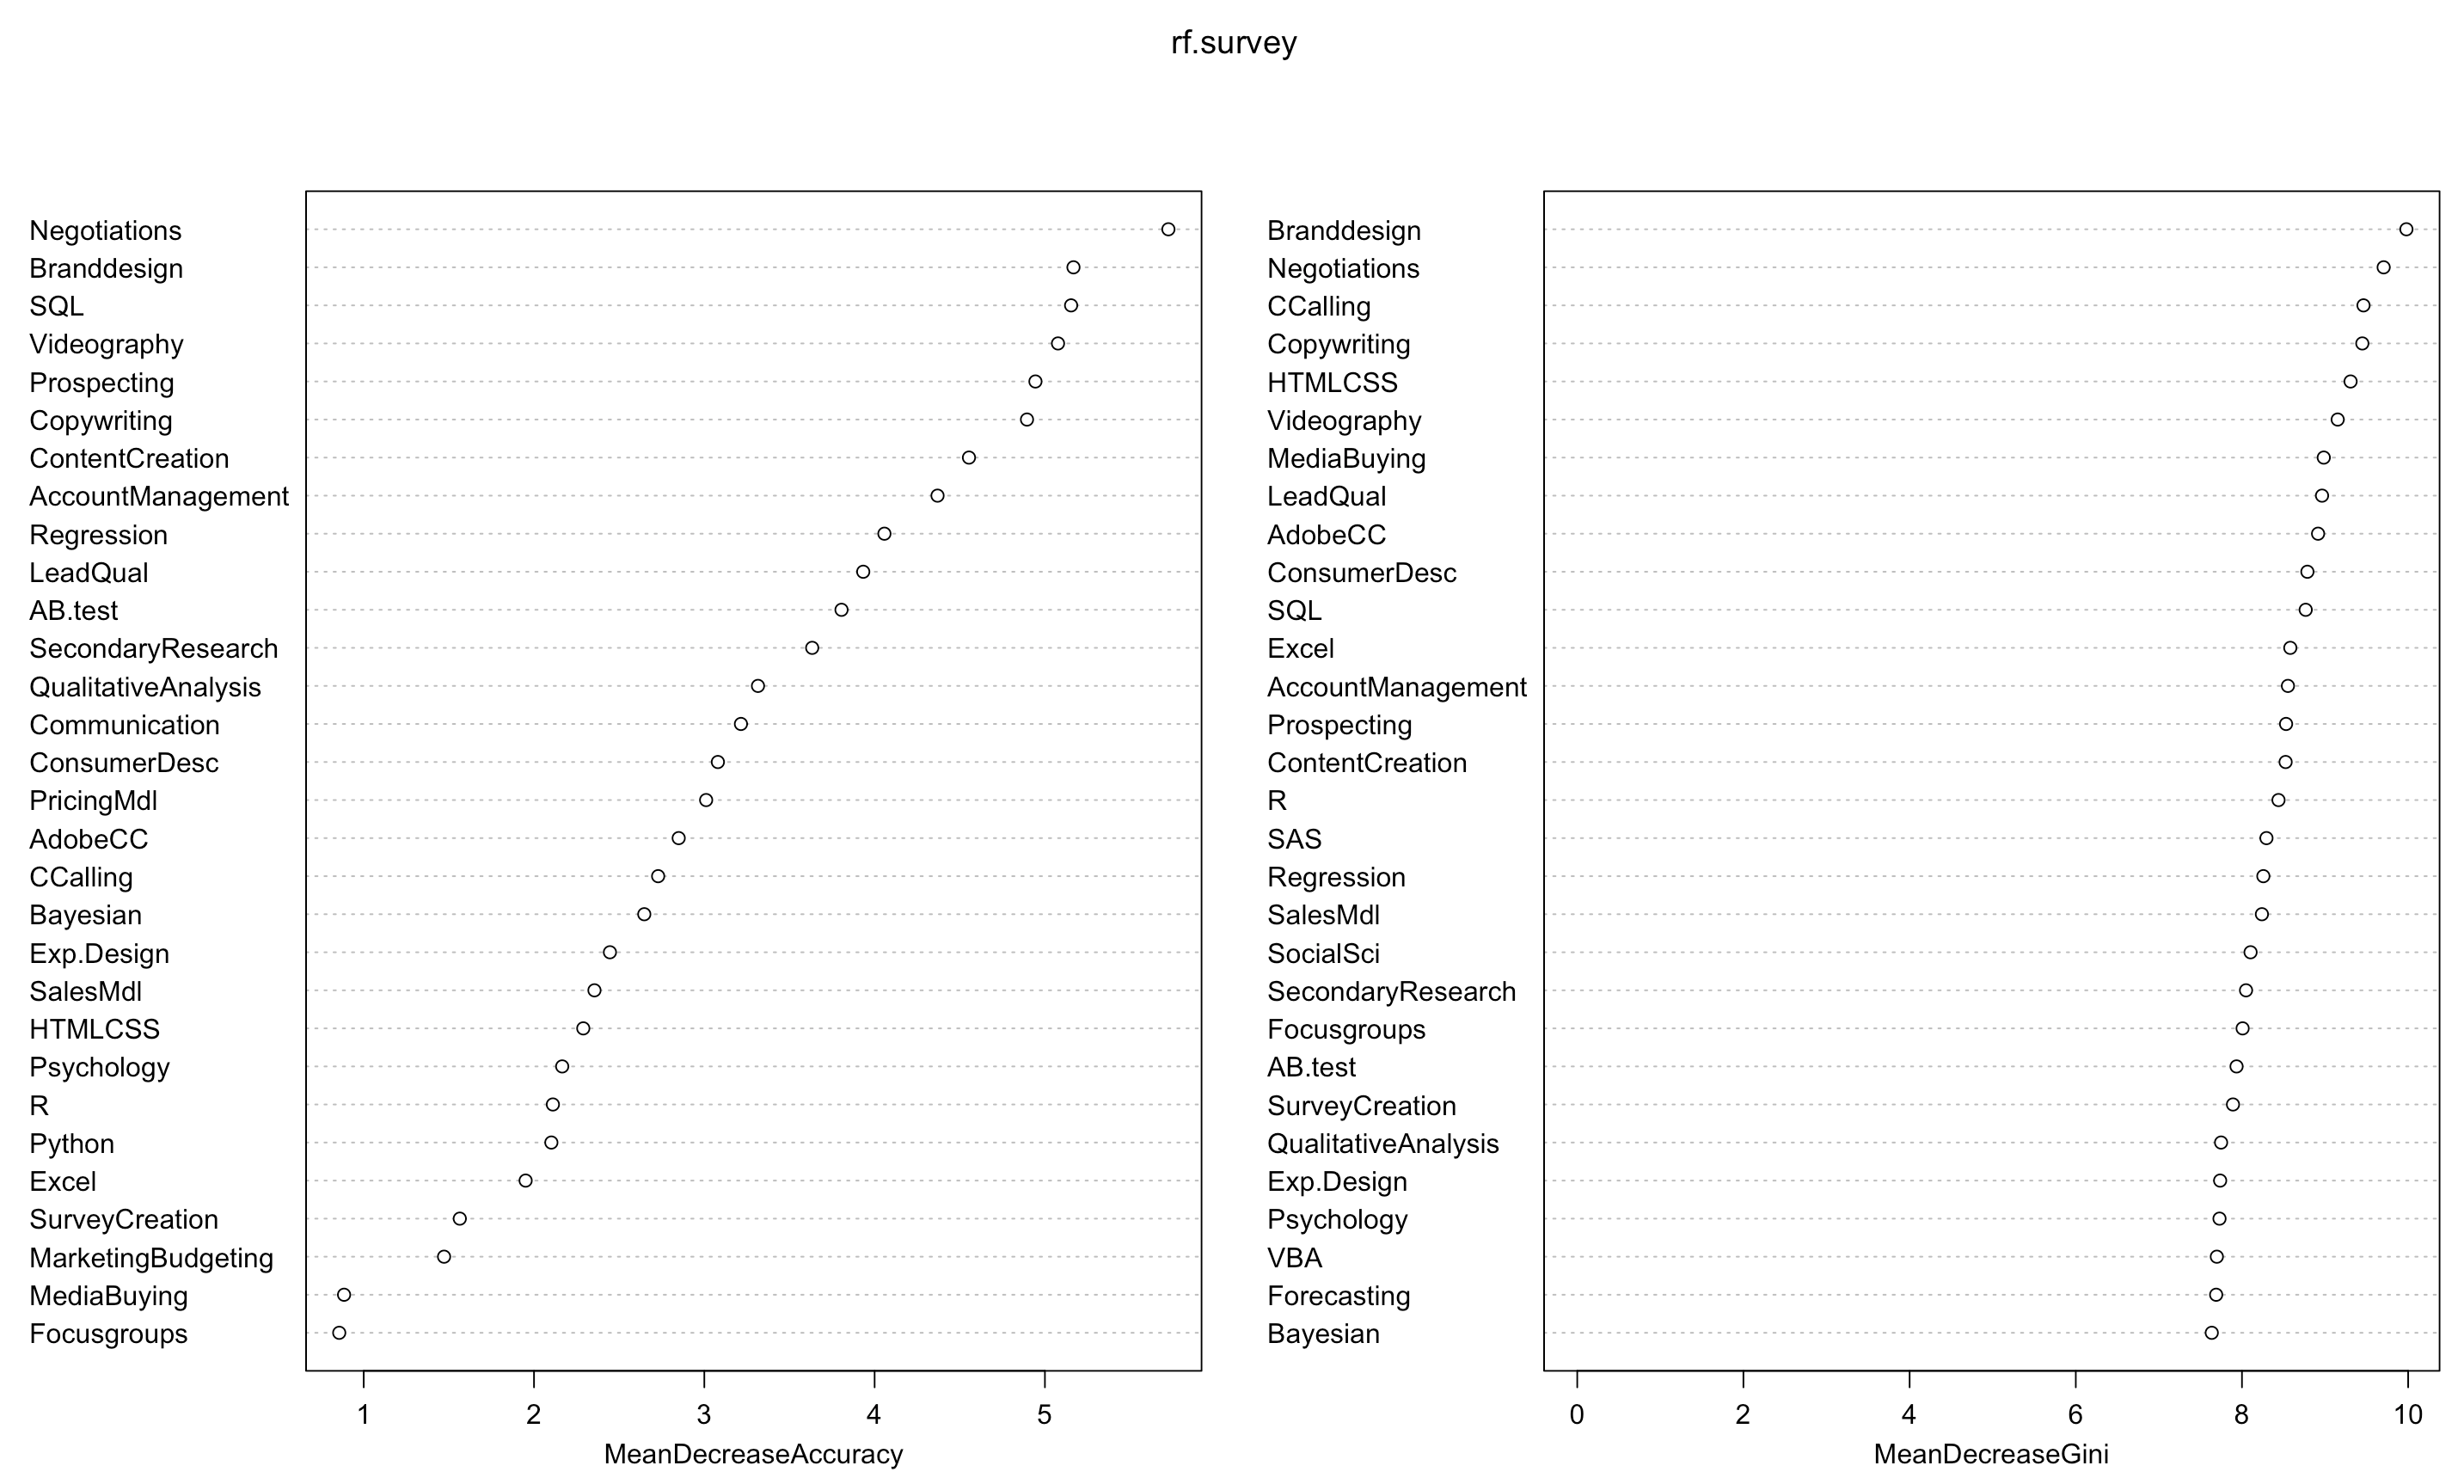 rf.survey
Negotiations
Branddesign
SQL
Videography
Prospecting
Copywriting
ContentCreation
AccountManagement
Regression
LeadQual
AB.test
SecondaryResearch
QualitativeAnalysis
Communication
ConsumerDesc
PricingMdl
AdobeCC
CCalling
Bayesian
Exp.Design
SalesMdl
HTMLCSS
Psychology
R
Python
Excel
SurveyCreation
MarketingBudgeting
MediaBuying
Focusgroups
1 2 3 4 5
MeanDecreaseAccuracy
Branddesign
Negotiations
CCalling
Copywriting
HTMLCSS
Videography
MediaBuying
LeadQual
AdobeCC
ConsumerDesc
SQL
Excel
AccountManagement
Prospecting
ContentCreation
R
SAS
Regression
SalesMdl
SocialSci
SecondaryResearch
Focusgroups
AB.test
SurveyCreation
QualitativeAnalysis
Exp.Design
Psychology
VBA
Forecasting
Bayesian
0 2 4 6 8 10
MeanDecreaseGini